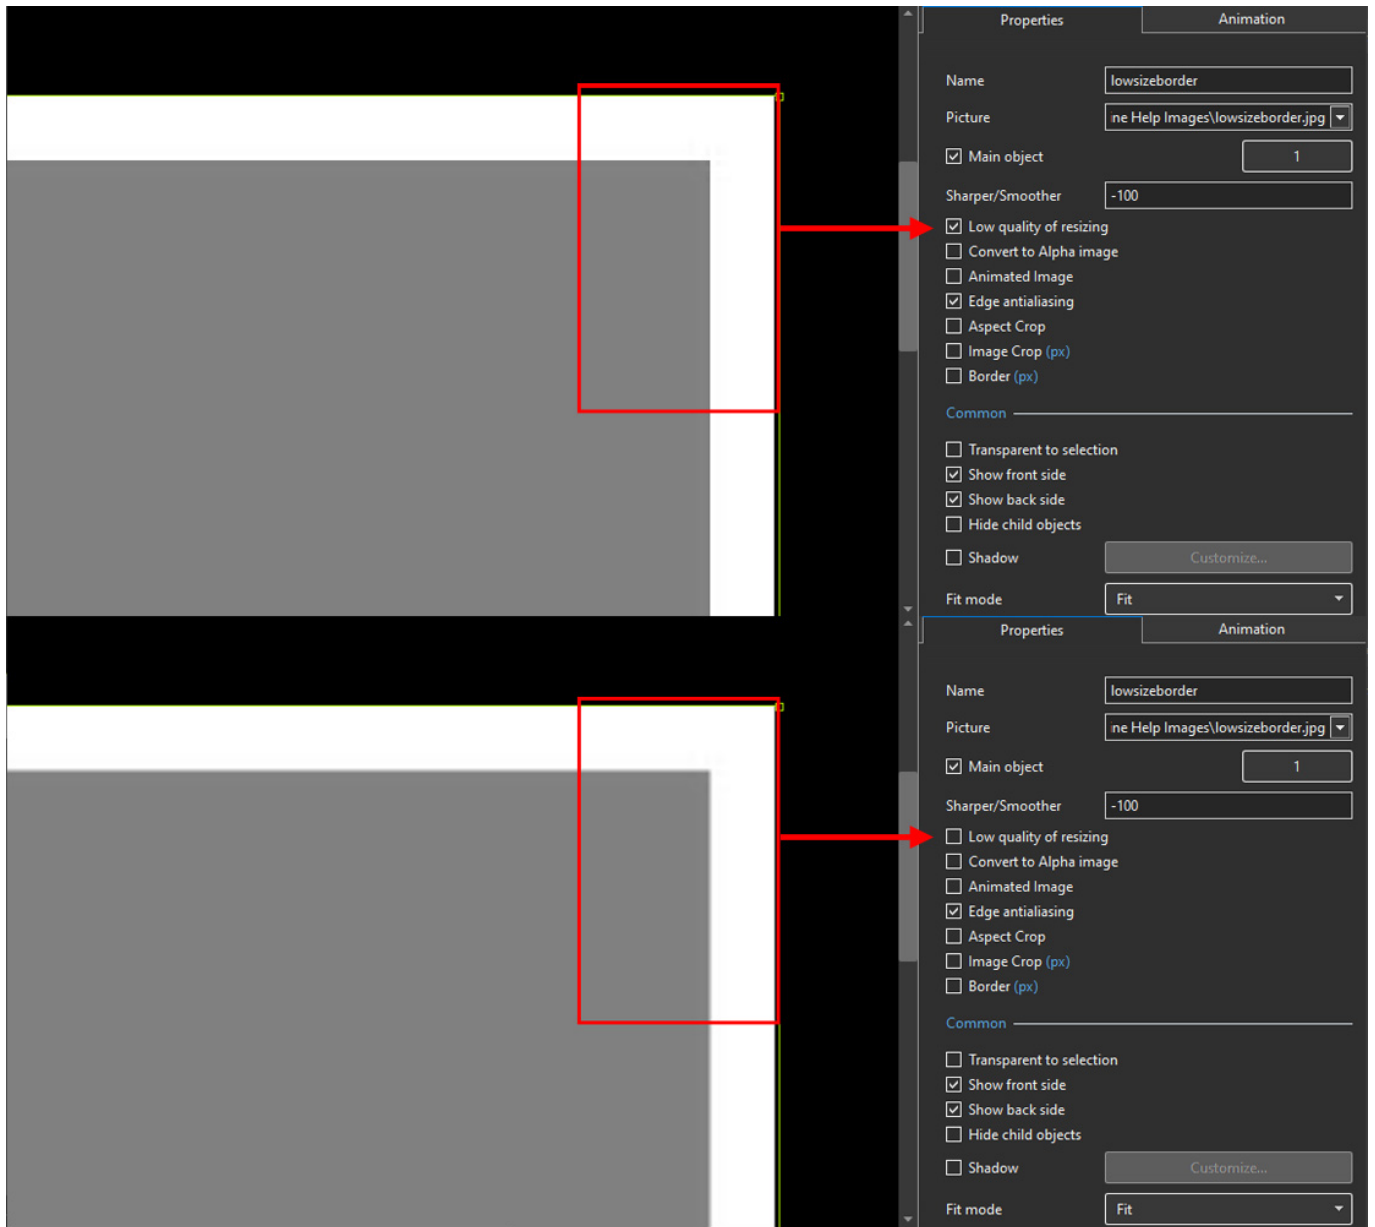 Properties Animation
Name lowsizeborder
Picture ne Help Images\lowsizeborder.jpg
Main object 1
Sharper/Smoother -100
Low quality of resizing
Convert to Alpha image
Animated Image
Edge antialiasing
Aspect Crop
Image Crop (px)
Border (px)
Common
Transparent to selection
Show front side
Show back side
Hide child objects
Shadow Customize...
Fit mode Fit
Properties Animation
Name lowsizeborder
Picture ne Help Images\lowsizeborder.jpg
Main object 1
Sharper/Smoother -100
Low quality of resizing
Convert to Alpha image
Animated Image
Edge antialiasing
Aspect Crop
Image Crop (px)
Border (px)
Common
Transparent to selection
Show front side
Show back side
Hide child objects
Shadow Customize...
Fit mode Fit